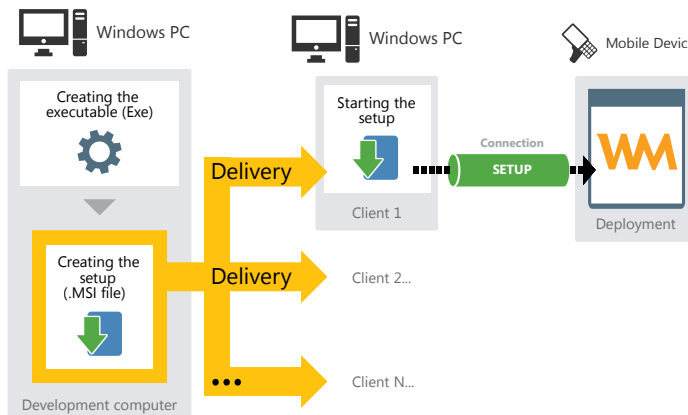 Windows PC
Creating the
executable (Exe)
Creating the
setup
(.MSI file)
Development computer
Delivery
Delivery
...
Windows PC
Starting the
setup
Client 1
Client 2...
Client N...
Connection
SETUP
Mobile Devic
WM
Deployment